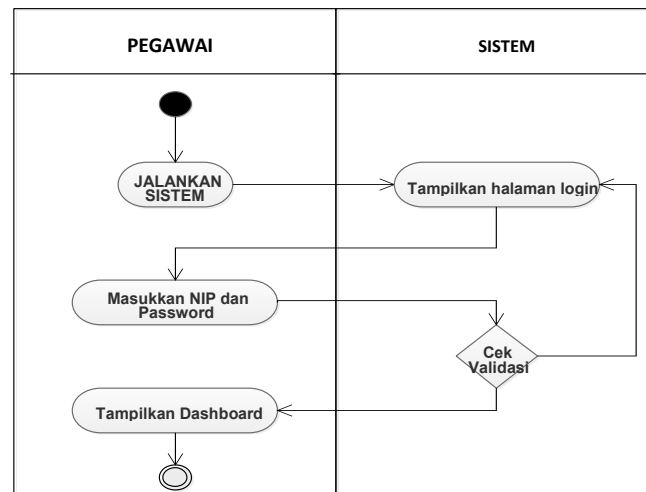 PEGAWAI
SISTEM
JALANKAN
SISTEM
Tampilkan halaman login
Masukkan NIP dan
Password
Cek
Validasi
Tampilkan Dashboard